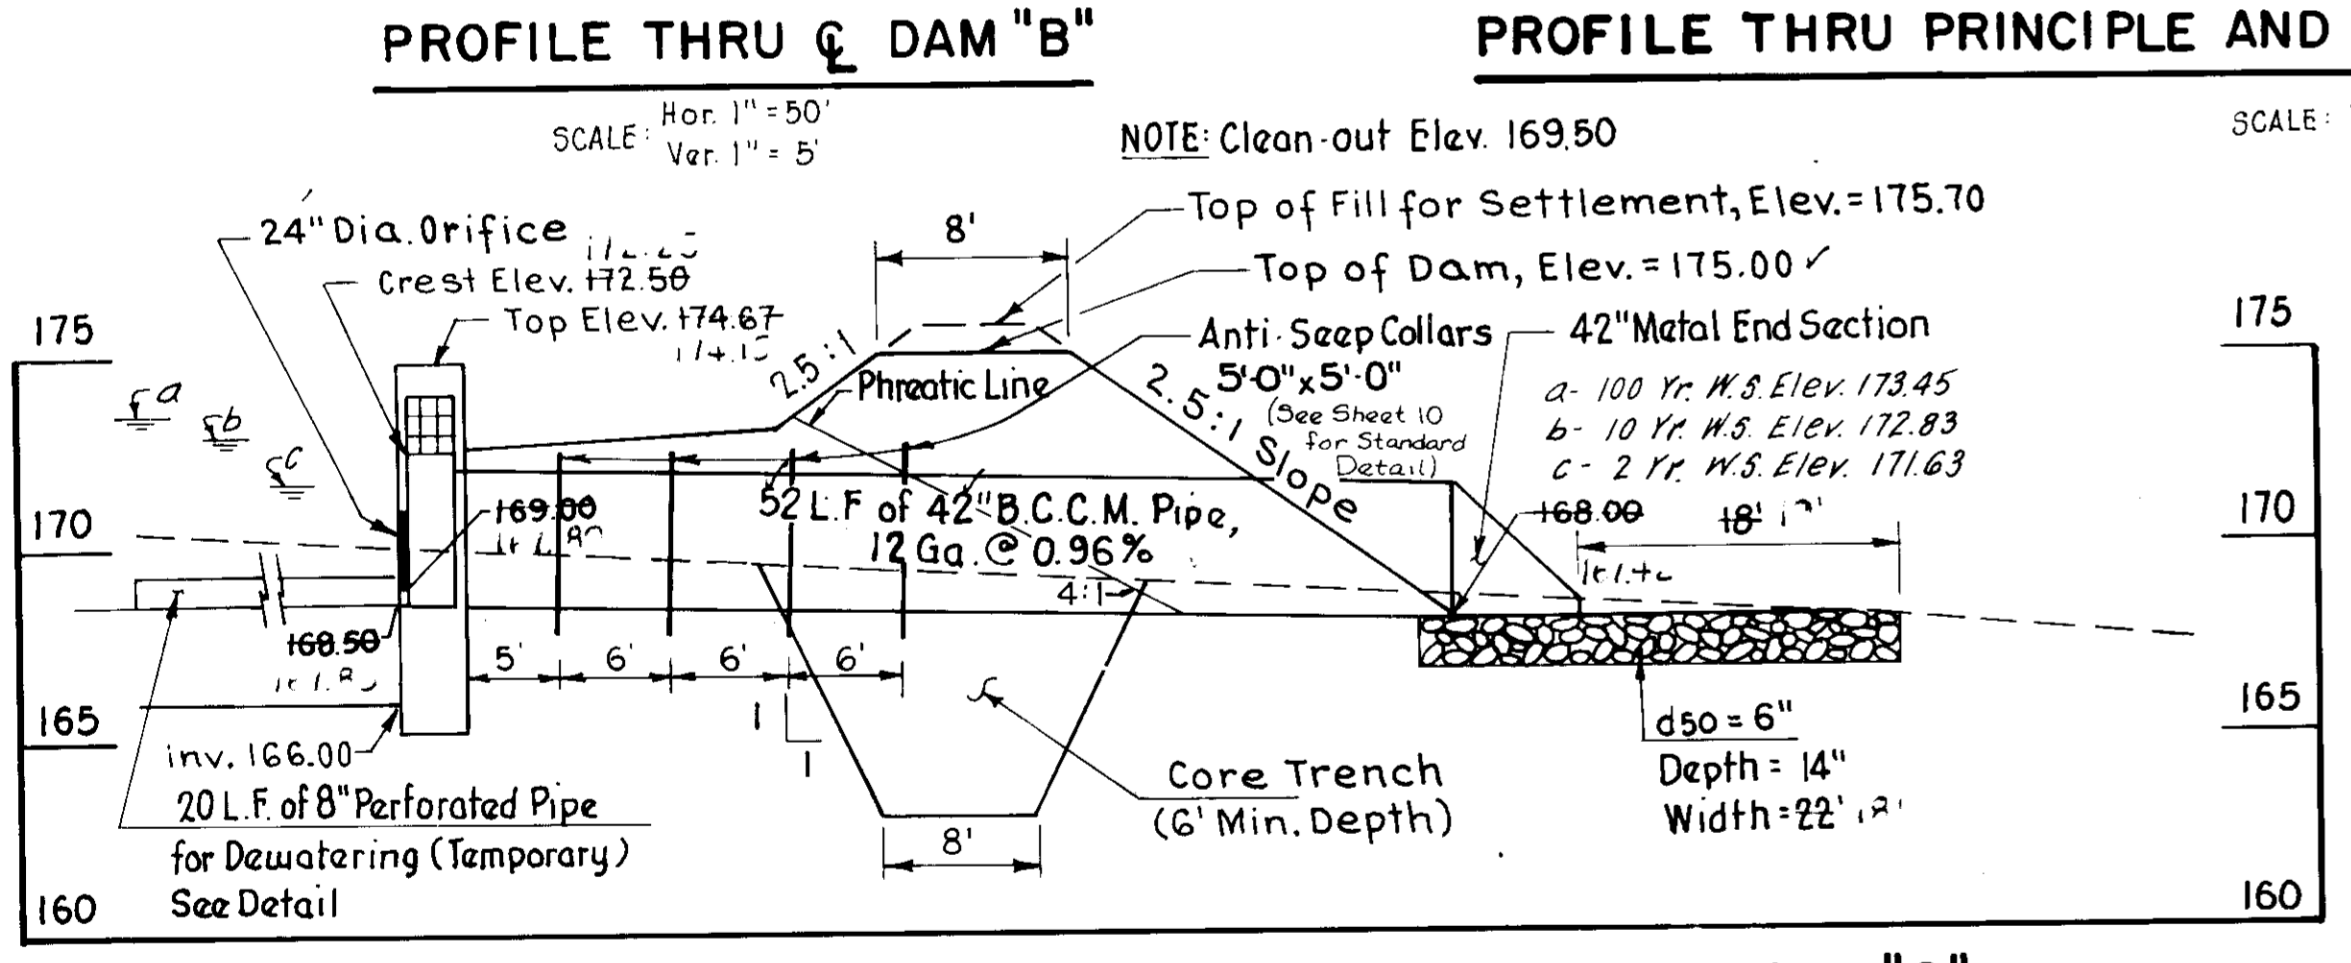 PROFILE THRU ℄ DAM "B"
PROFILE THRU PRINCIPLE AND
SCALE: Hor. 1" = 50'
Ver. 1" = 5'
SCALE:
NOTE: Clean-out Elev. 169.50
Top of Fill for Settlement, Elev. = 175.70
24" Dia. Orifice
8'
Crest Elev. 172.50
Top of Dam, Elev. = 175.00 ✓
Top Elev. 174.67
175
2.5:1
Anti-Seep Collars
5'-0" x 5'-0"
(See Sheet 10
for Standard
Detail)
42" Metal End Section
175
Phreatic Line
2.5:1 Slope
a
b
c
a- 100 Yr. W.S. Elev. 173.45
b- 10 Yr. W.S. Elev. 172.83
c- 2 Yr. W.S. Elev. 171.63
170
169.00
52 L.F of 42" B.C.C.M. Pipe,
12 Ga. @ 0.96%
168.00
18'
170
4:1
168.50
5'
6'
6'
6'
165
1
1
165
inv. 166.00
20 L.F. of 8" Perforated Pipe
for Dewatering (Temporary)
See Detail
Core Trench
(6' Min. Depth)
d50 = 6"
Depth = 14"
Width = 22'
8'
160
160